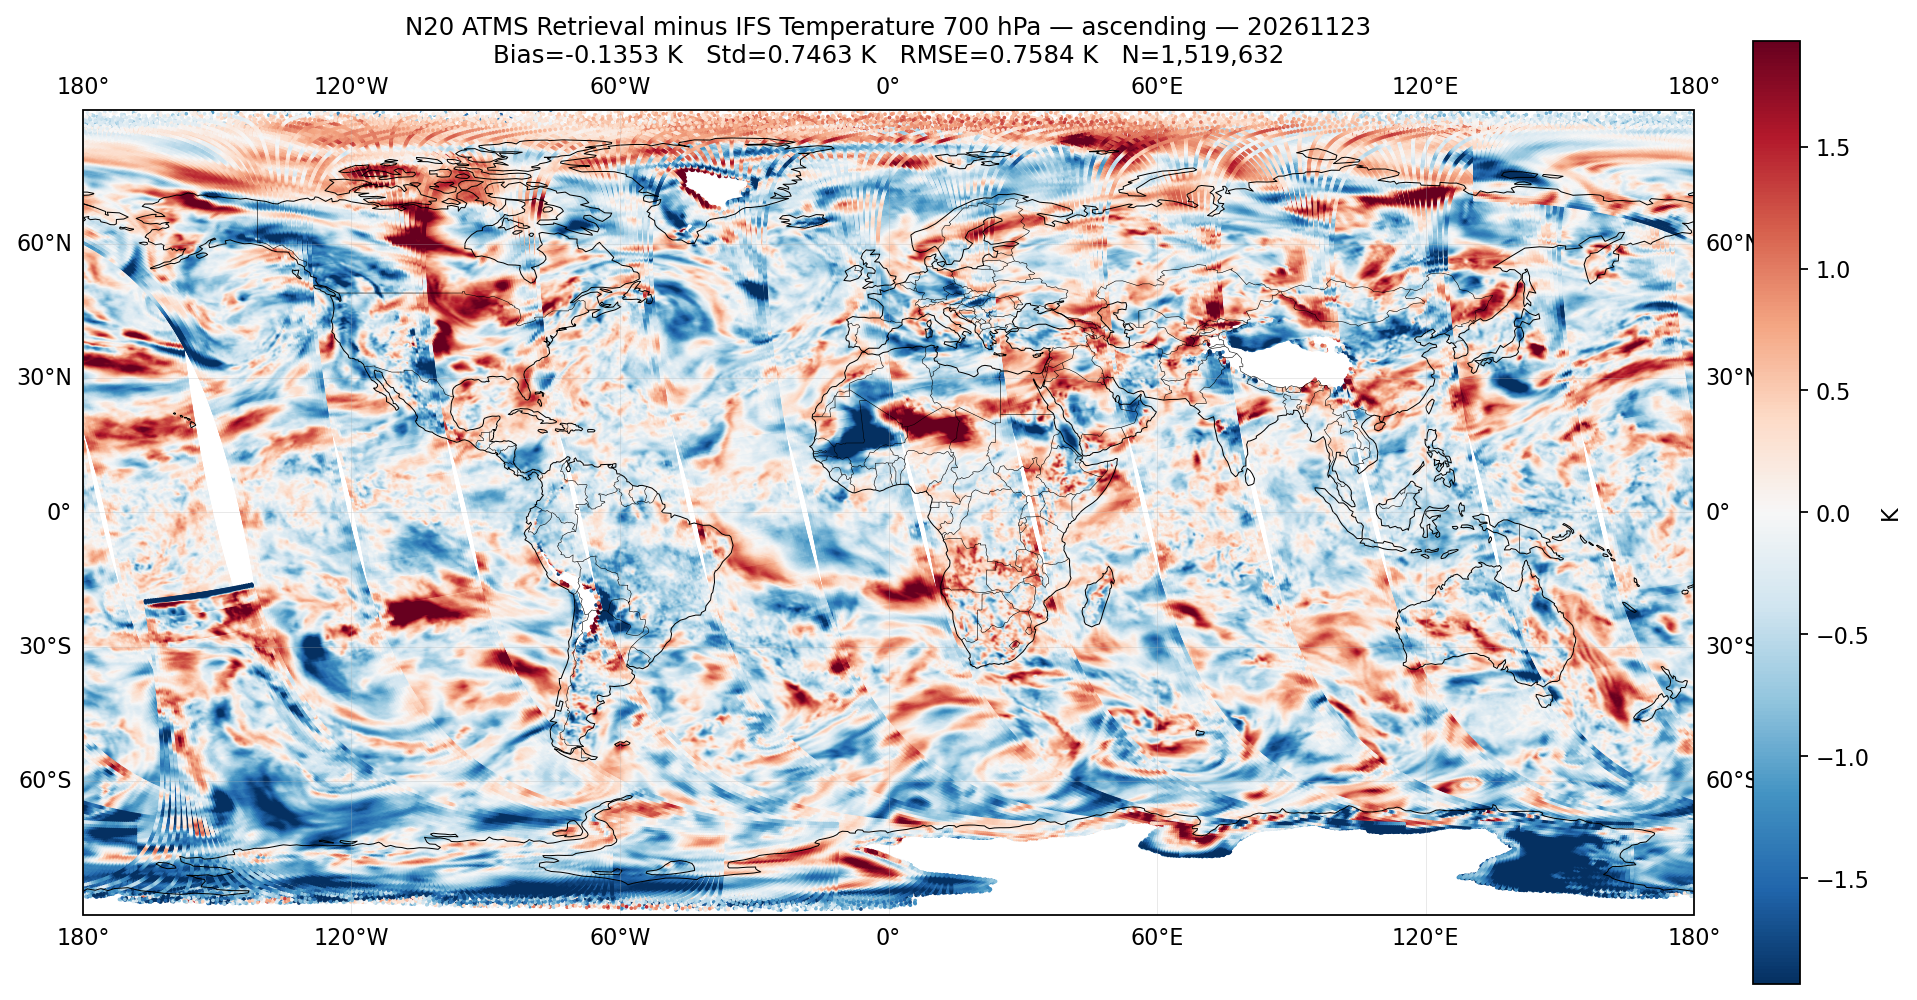 N20 ATMS Retrieval minus IFS Temperature 700 hPa — ascending — 20261123
Bias=-0.1353 K   Std=0.7463 K   RMSE=0.7584 K   N=1,519,632
180° 120°W 60°W 0° 60°E 120°E 180°
60°N 60°N
30°N 30°N
0° 0°
30°S 30°S
60°S 60°S
180° 120°W 60°W 0° 60°E 120°E 180°
1.5
1.0
0.5
0.0
−0.5
−1.0
−1.5
K